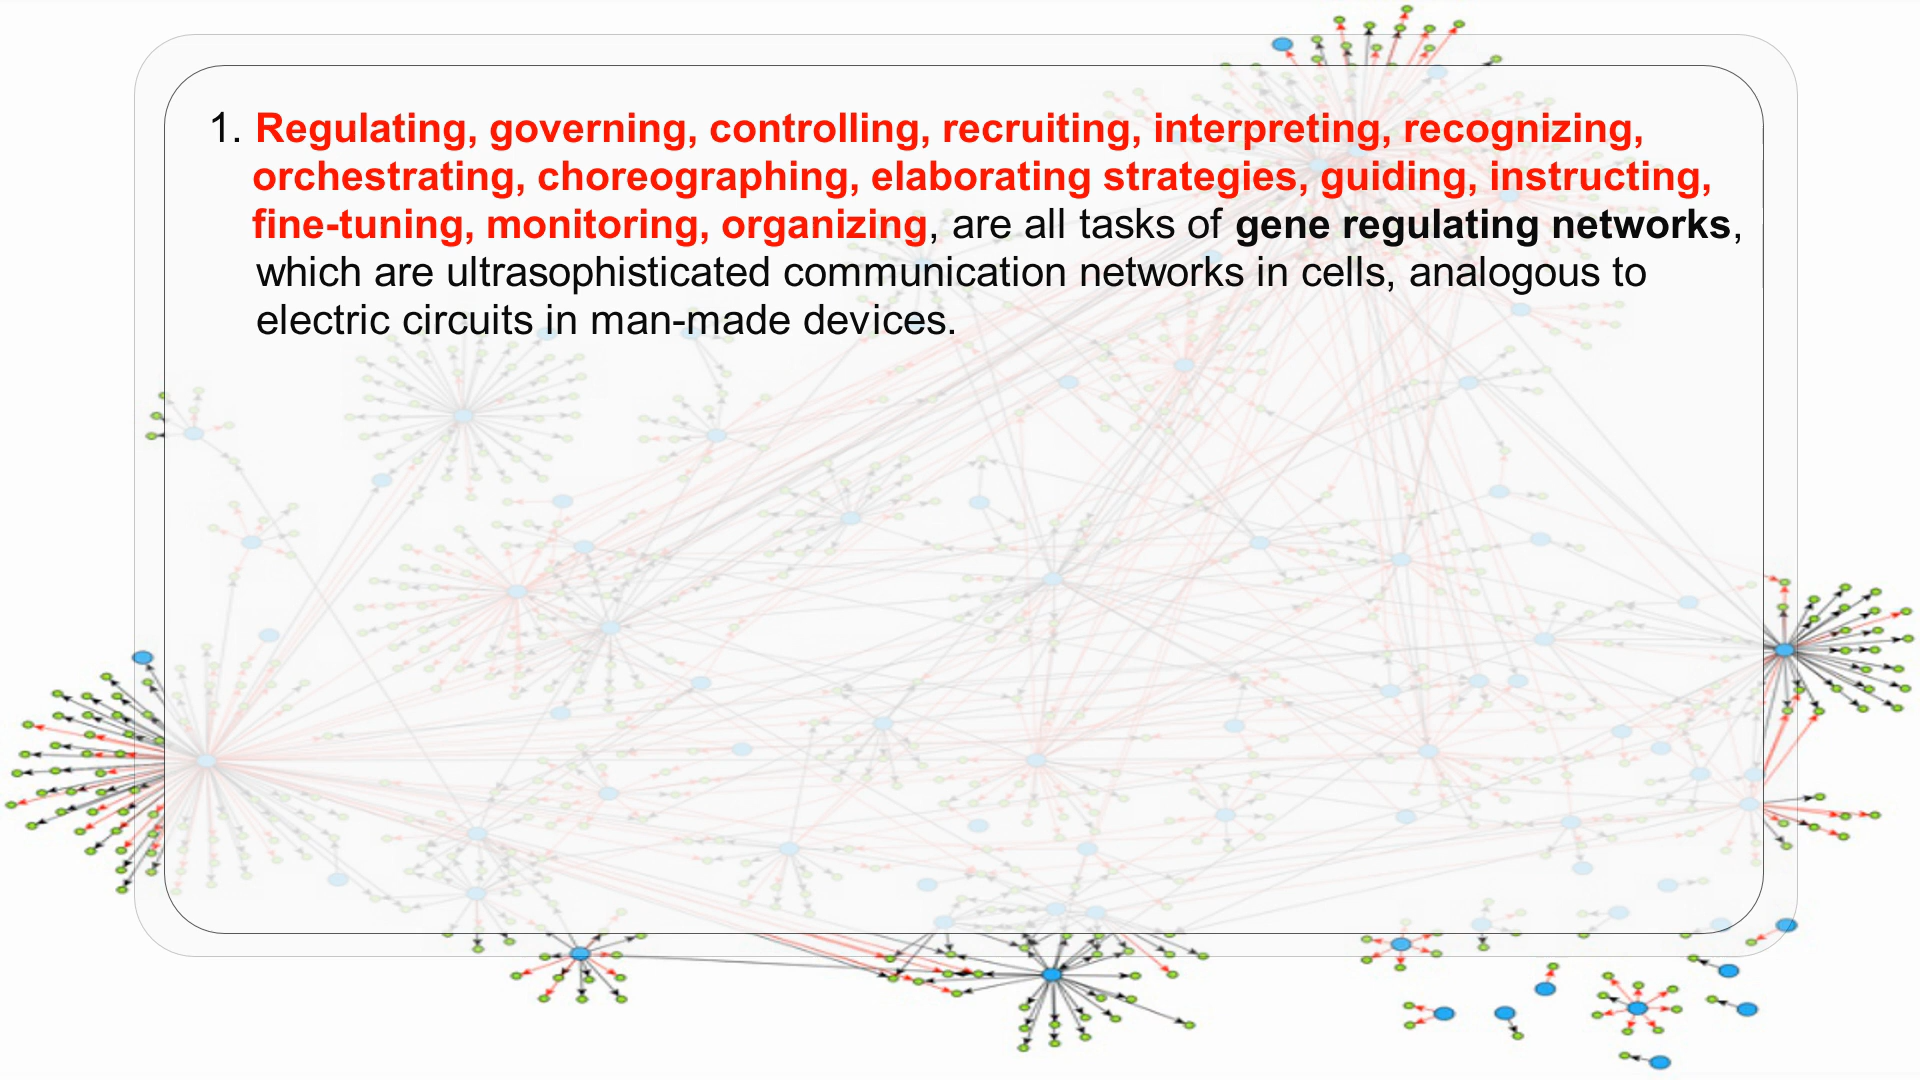 1. Regulating, governing, controlling, recruiting, interpreting, recognizing,
orchestrating, choreographing, elaborating strategies, guiding, instructing,
fine-tuning, monitoring, organizing, are all tasks of gene regulating networks,
which are ultrasophisticated communication networks in cells, analogous to
electric circuits in man-made devices.